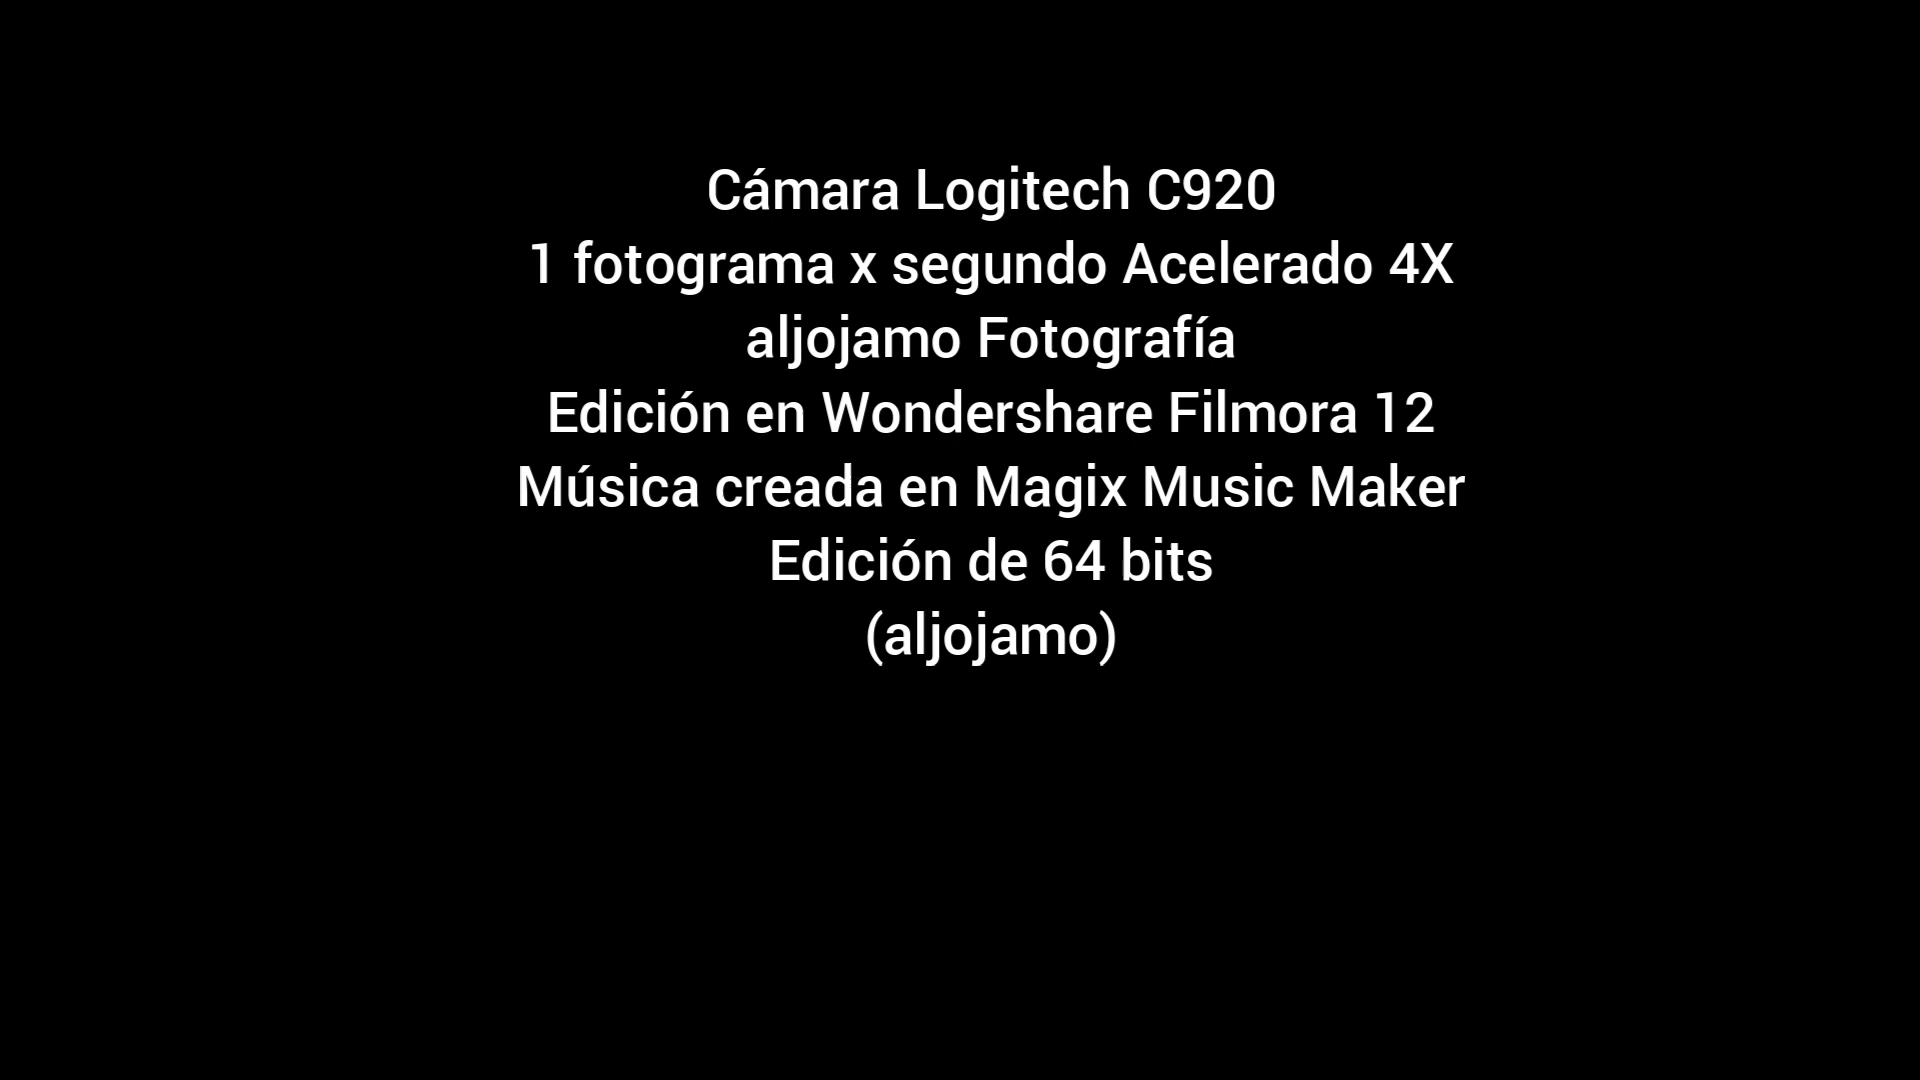 Cámara Logitech C920
1 fotograma x segundo Acelerado 4X
aljojamo Fotografía
Edición en Wondershare Filmora 12
Música creada en Magix Music Maker
Edición de 64 bits
(aljojamo)